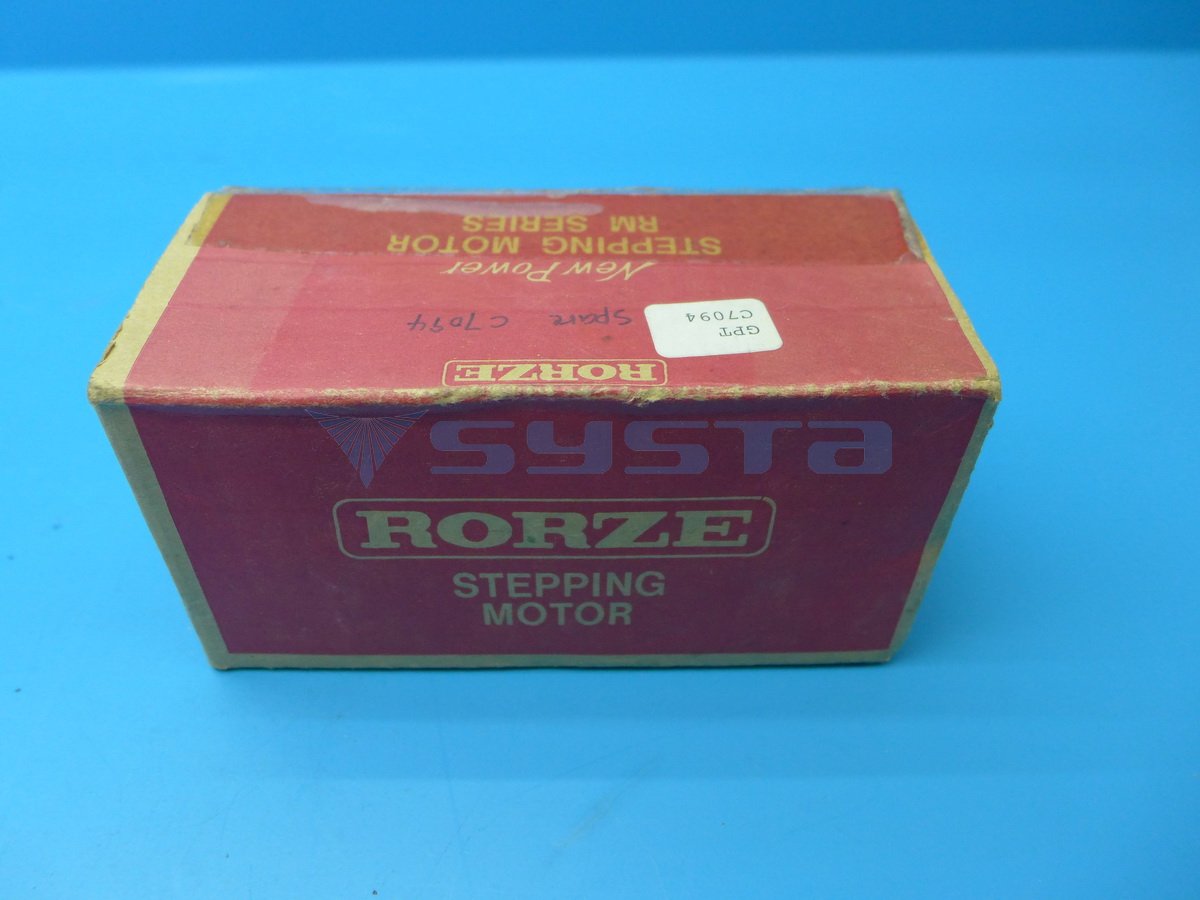 RORZE
New Power
STEPPING MOTOR
RM SERIES
GPT
C7094
Spare C7094
systa
RORZE
STEPPING
MOTOR